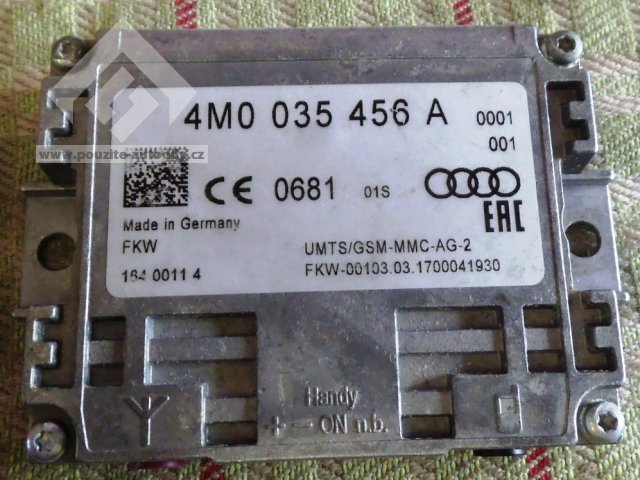 4M0 035 456 A 0001
001
www.pouzite-autodily.cz
CE 0681 01S
EAC
Made in Germany
FKW UMTS/GSM-MMC-AG-2
164 0011 4 FKW-00103.03.1700041930
Handy
+ — ON n.b.